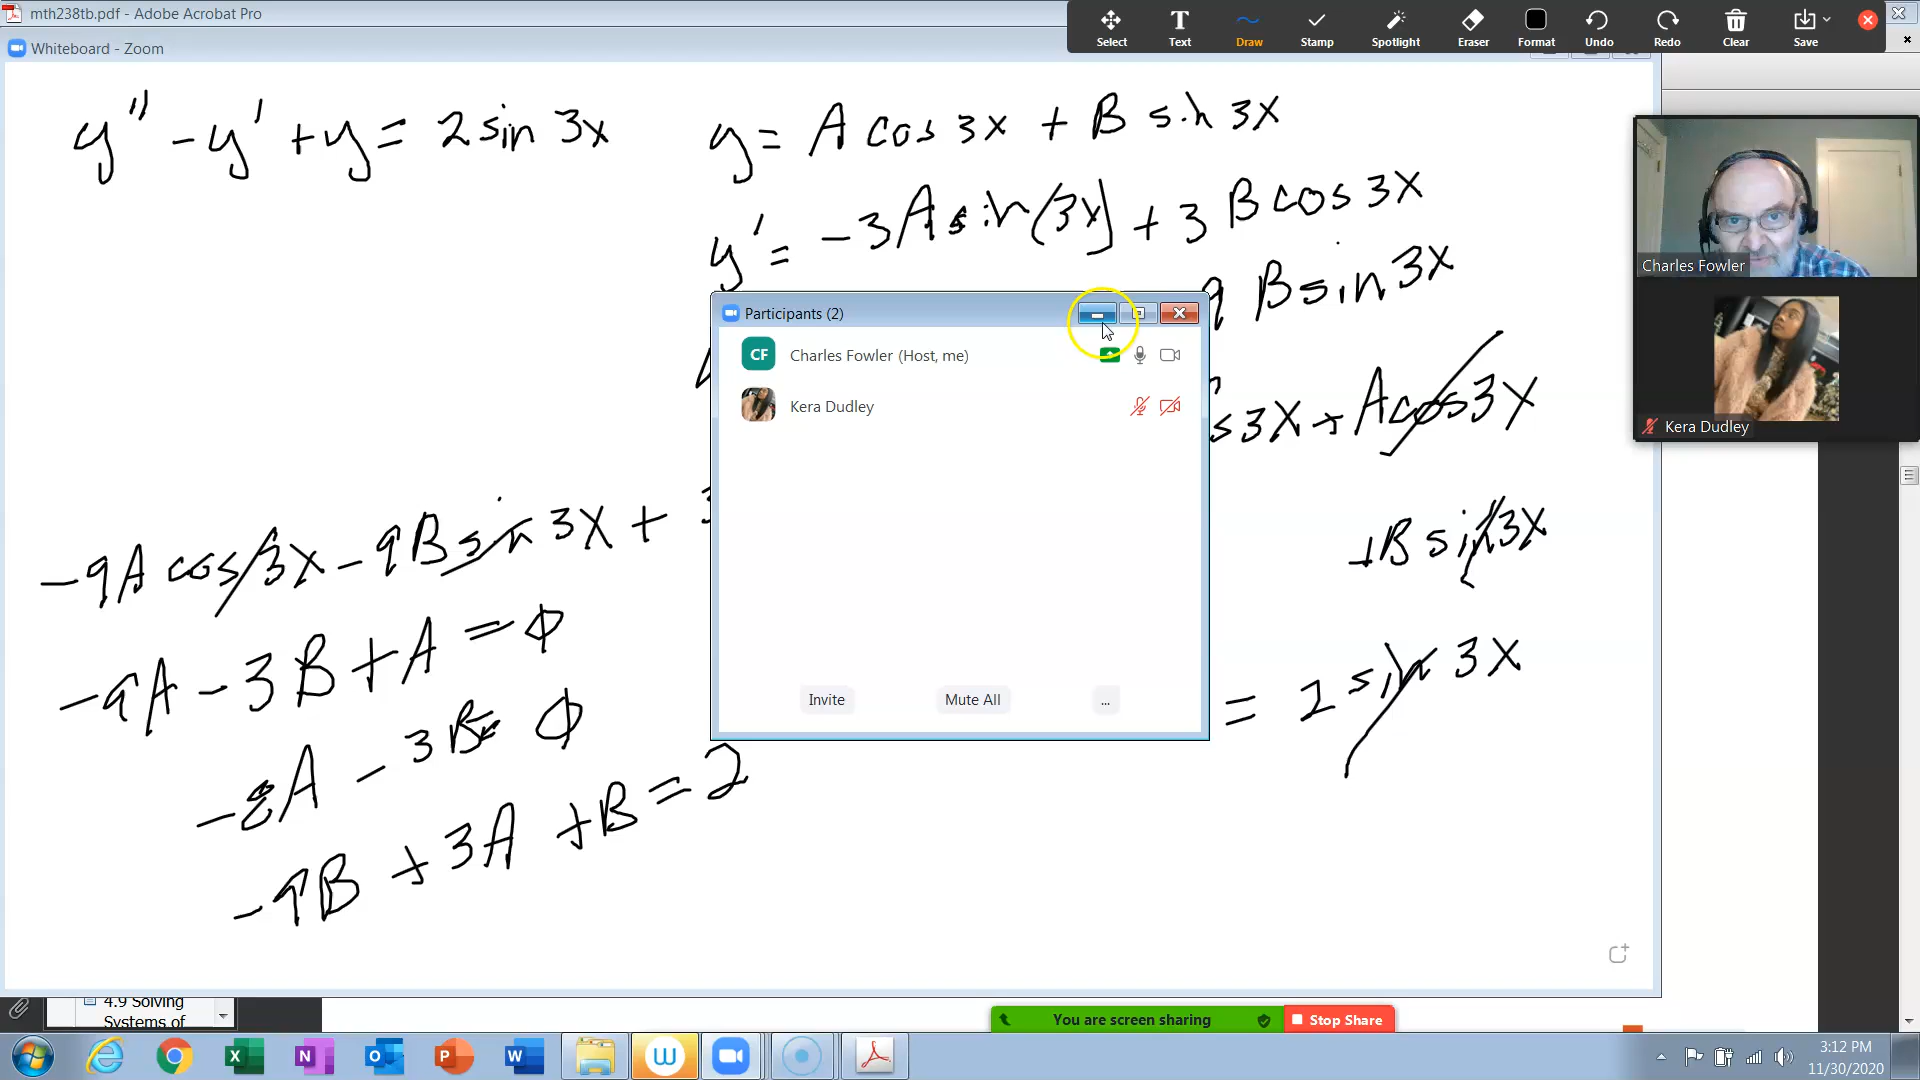 mth238tb.pdf - Adobe Acrobat Pro
Whiteboard - Zoom
Select
Text
Draw
Stamp
Spotlight
Eraser
Format
Undo
Redo
Clear
Save
y'' - y' + y = 2 sin 3x
y = A cos 3x + B sin 3x
y' = -3 A sin(3x) + 3 B cos 3x
9 B sin 3x
s 3x + A cos 3x
-9A cos 3x - 9B sin 3x + 3
+B sin 3x
-9A - 3B + A = 0
= 2 sin 3x
-8A - 3B = 0
-9B + 3A + B = 2
Participants (2)
CF Charles Fowler (Host, me)
Kera Dudley
Invite
Mute All
...
Charles Fowler
Kera Dudley
4.9 Solving
Systems of
You are screen sharing
Stop Share
3:12 PM
11/30/2020